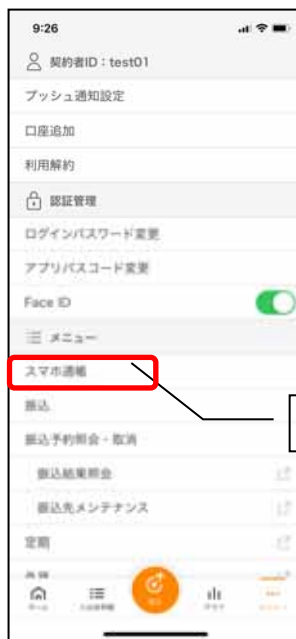 9:26
契約者ID：test01
プッシュ通知設定
口座追加
利用解約
認証管理
ログインパスワード変更
アプリパスコード変更
Face ID
メニュー
スマホ通帳
振込
振込予約照会・取消
振込結果照会
振込先メンテナンス
定期
ホーム